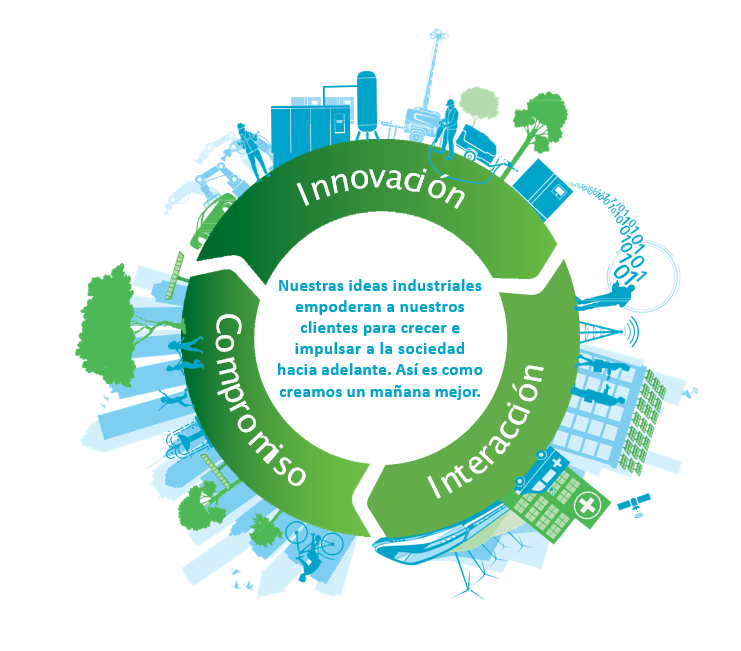 Innovación
Nuestras ideas industriales
empoderan a nuestros
clientes para crecer e
impulsar a la sociedad
hacia adelante. Así es como
creamos un mañana mejor.
Compromiso
Interacción